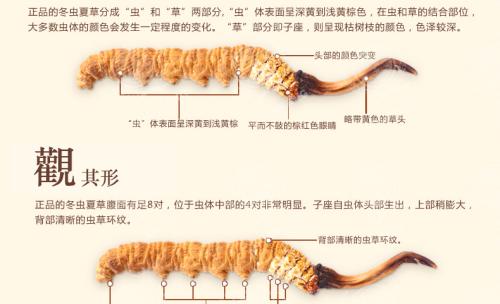 正品的冬虫夏草分成“虫”和“草”两部分,“虫”体表面呈深黄到浅黄棕色，在虫和草的结合部位，
大多数虫体的颜色会发生一定程度的变化。“草”部分即子座，则呈现枯树枝的颜色，色泽较深。
头部的颜色突变
“虫”体表面呈深黄到浅黄棕
平而不鼓的棕红色眼睛
略带黄色的草头
觀其形
正品的冬虫夏草腹面有足8对，位于虫体中部的4对非常明显。子座自虫体头部生出，上部稍膨大，
背部清晰的虫草环纹。
背部清晰的虫草环纹。